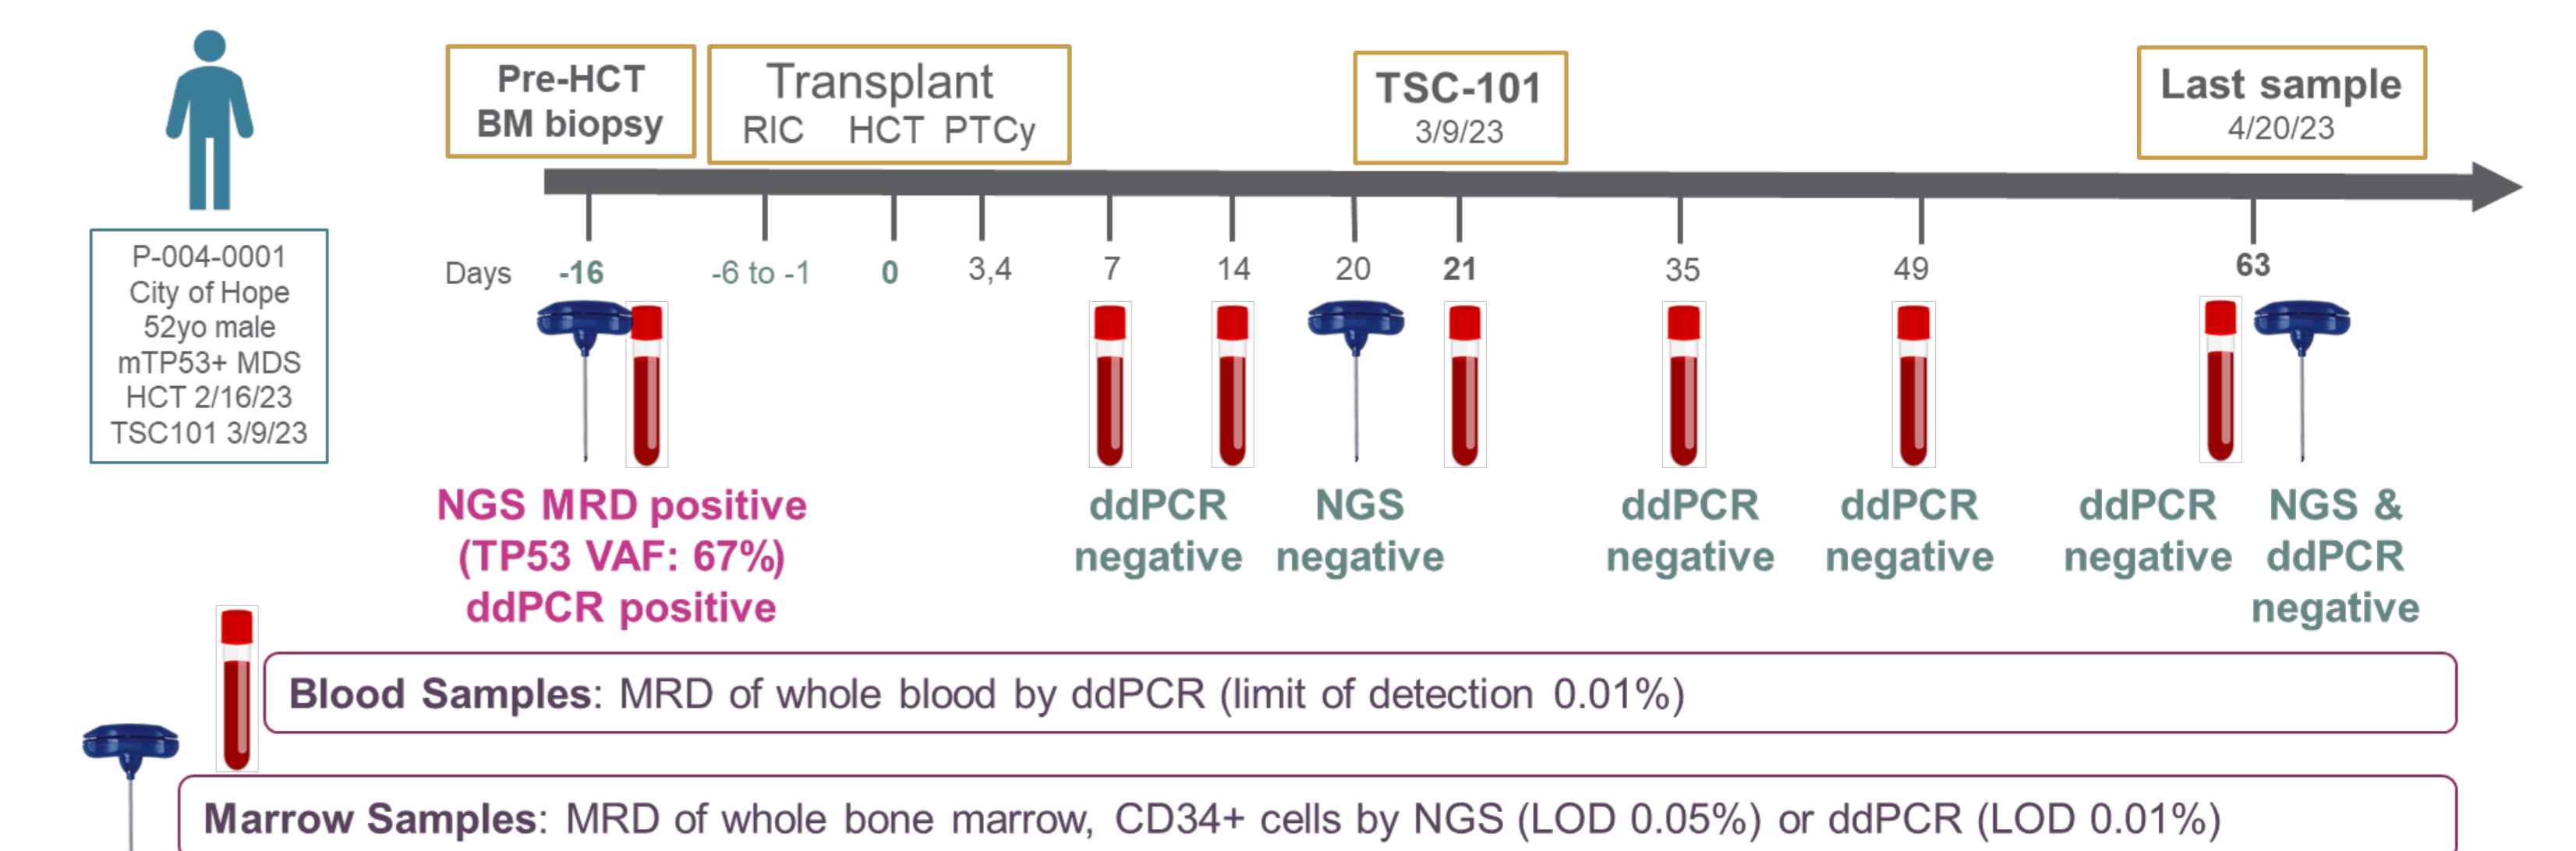 Pre-HCT
BM biopsy
Transplant
RIC HCT PTCy
TSC-101
3/9/23
Last sample
4/20/23
P-004-0001
City of Hope
52yo male
mTP53+ MDS
HCT 2/16/23
TSC101 3/9/23
Days -16 -6 to -1 0 3,4 7 14 20 21 35 49 63
NGS MRD positive
(TP53 VAF: 67%)
ddPCR positive
ddPCR
negative
NGS
negative
ddPCR
negative
ddPCR
negative
ddPCR
negative
NGS &
ddPCR
negative
Blood Samples: MRD of whole blood by ddPCR (limit of detection 0.01%)
Marrow Samples: MRD of whole bone marrow, CD34+ cells by NGS (LOD 0.05%) or ddPCR (LOD 0.01%)